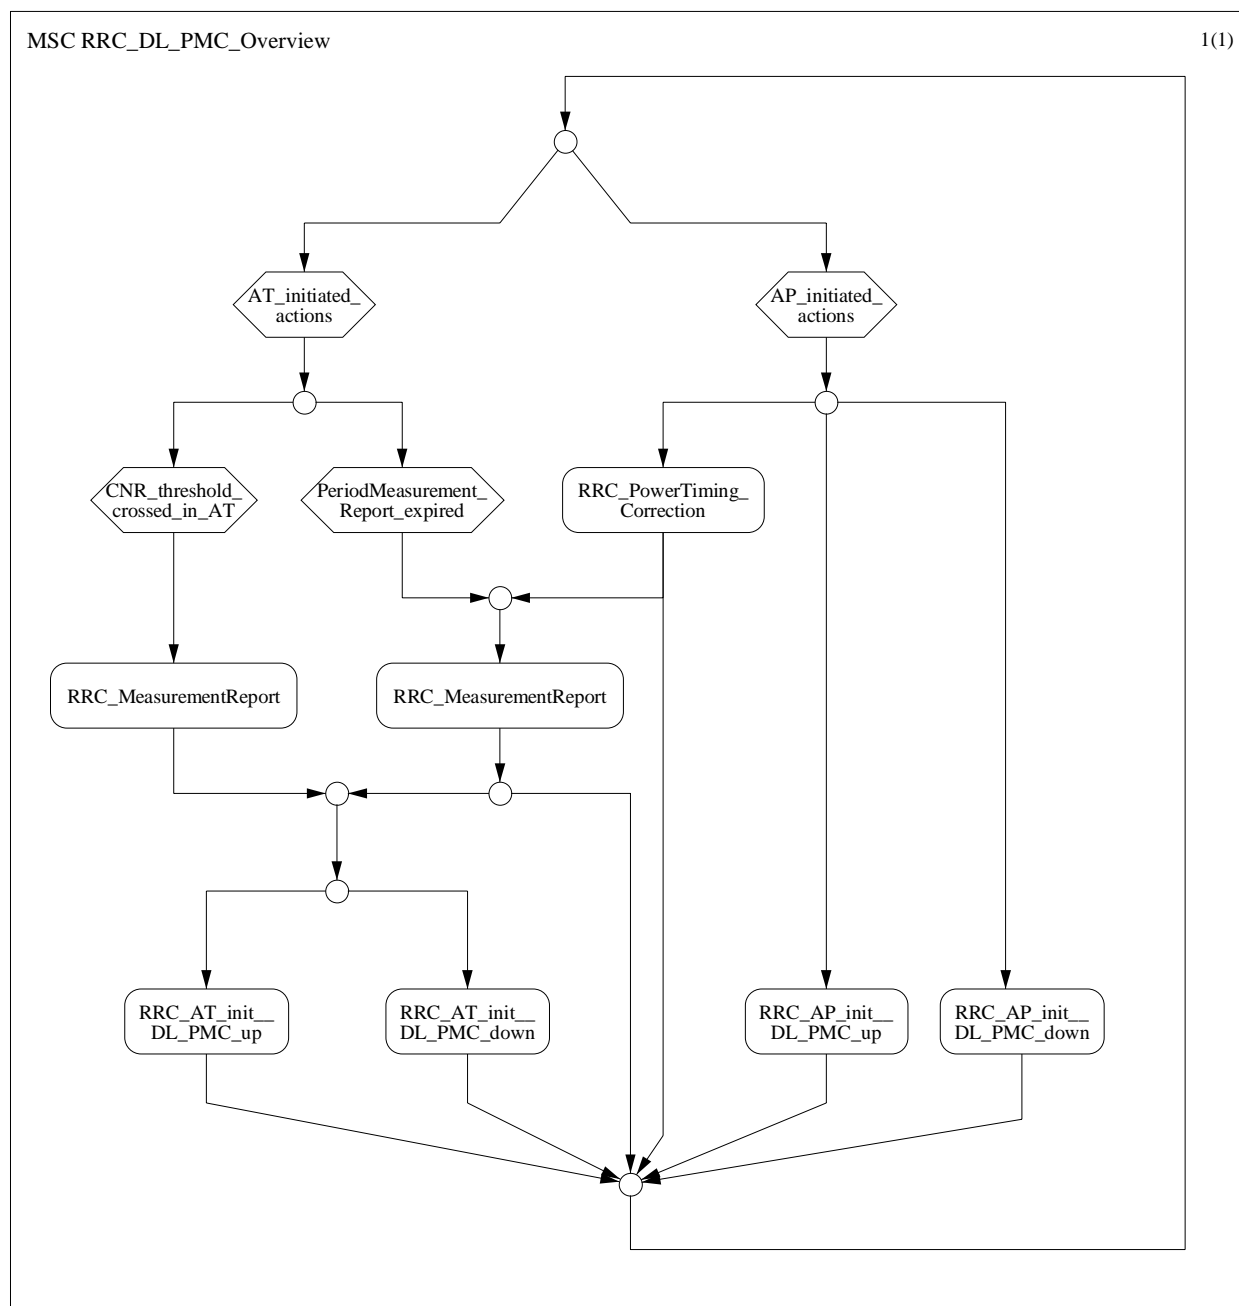 MSC RRC_DL_PMC_Overview
1(1)
AT_initiated_
actions
AP_initiated_
actions
CNR_threshold_
crossed_in_AT
PeriodMeasurement_
Report_expired
RRC_PowerTiming_
Correction
RRC_MeasurementReport
RRC_MeasurementReport
RRC_AT_init__
DL_PMC_up
RRC_AT_init__
DL_PMC_down
RRC_AP_init__
DL_PMC_up
RRC_AP_init__
DL_PMC_down